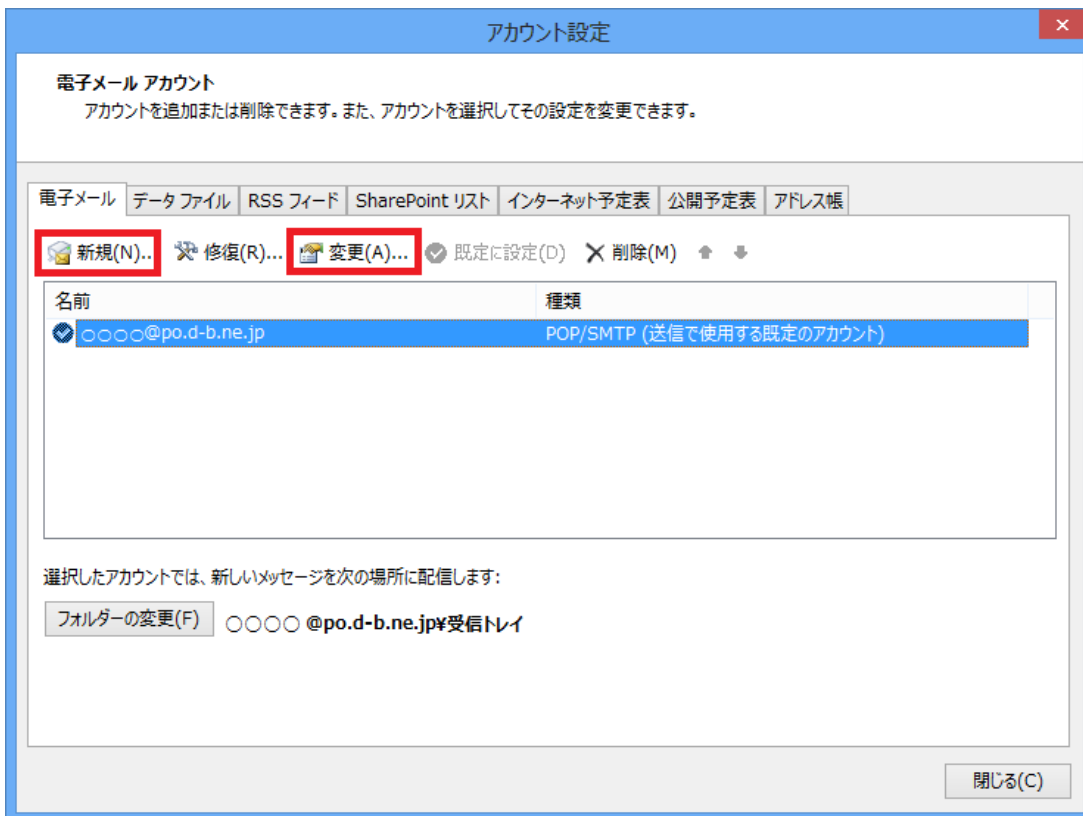 アカウント設定
電子メール アカウント
アカウントを追加または削除できます。また、アカウントを選択してその設定を変更できます。
電子メール データ ファイル RSS フィード SharePoint リスト インターネット予定表 公開予定表 アドレス帳
新規(N)... 修復(R)... 変更(A)... 既定に設定(D) 削除(M)
名前 種類
○○○○@po.d-b.ne.jp POP/SMTP (送信で使用する既定のアカウント)
選択したアカウントでは、新しいメッセージを次の場所に配信します:
フォルダーの変更(F) ○○○○ @po.d-b.ne.jp¥受信トレイ
閉じる(C)